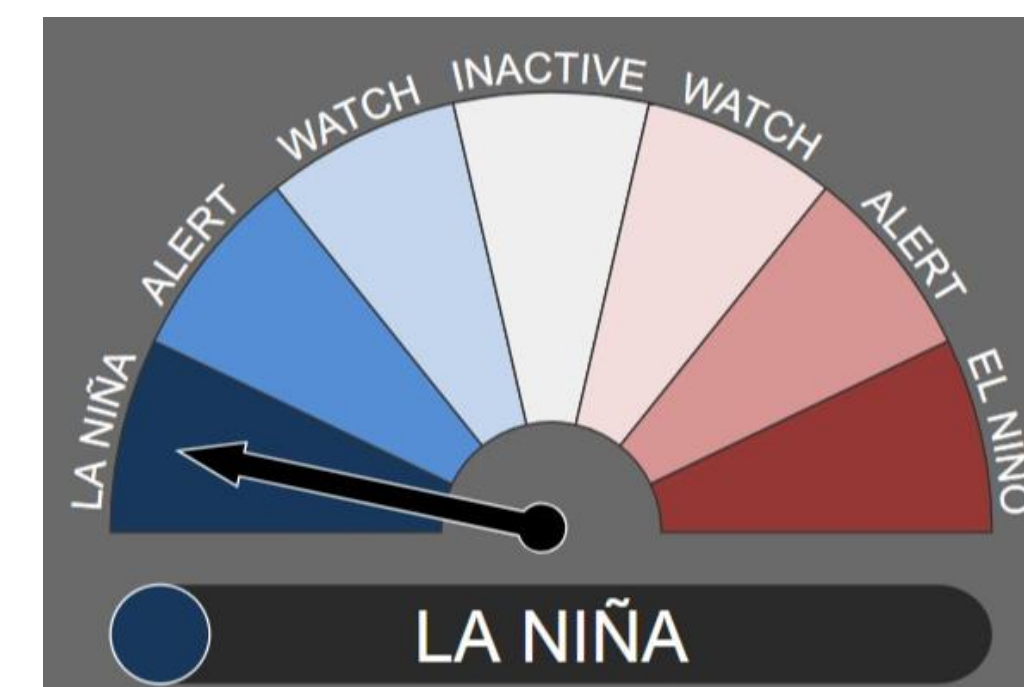 LA NIÑA
ALERT
WATCH
INACTIVE
WATCH
ALERT
EL NIÑO
LA NIÑA